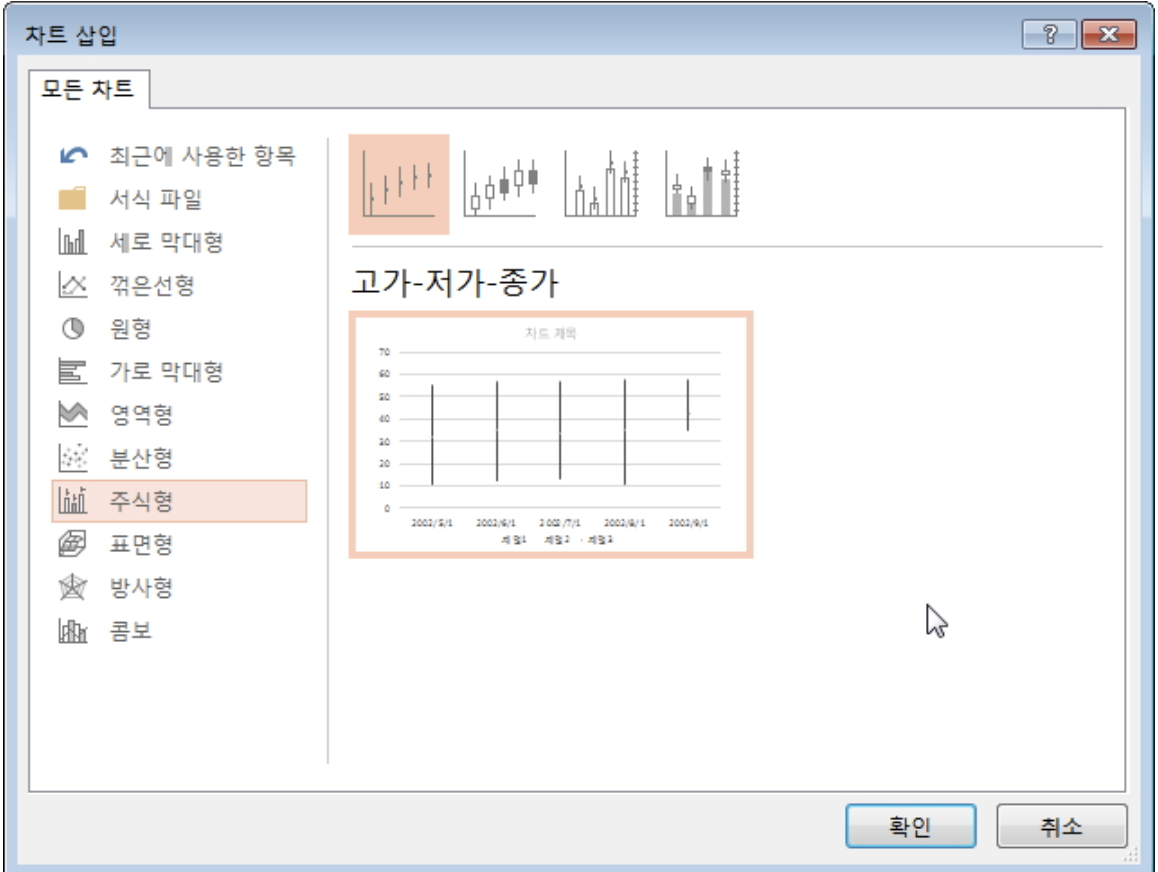 차트 삽입
모든 차트
최근에 사용한 항목
서식 파일
세로 막대형
꺾은선형
원형
가로 막대형
영역형
분산형
주식형
표면형
방사형
콤보
고가-저가-종가
차트 제목
70
60
50
40
30
20
10
0
2002/5/1 2002/6/1 2002/7/1 2002/8/1 2002/9/1
계열1 계열2 계열3
확인 취소